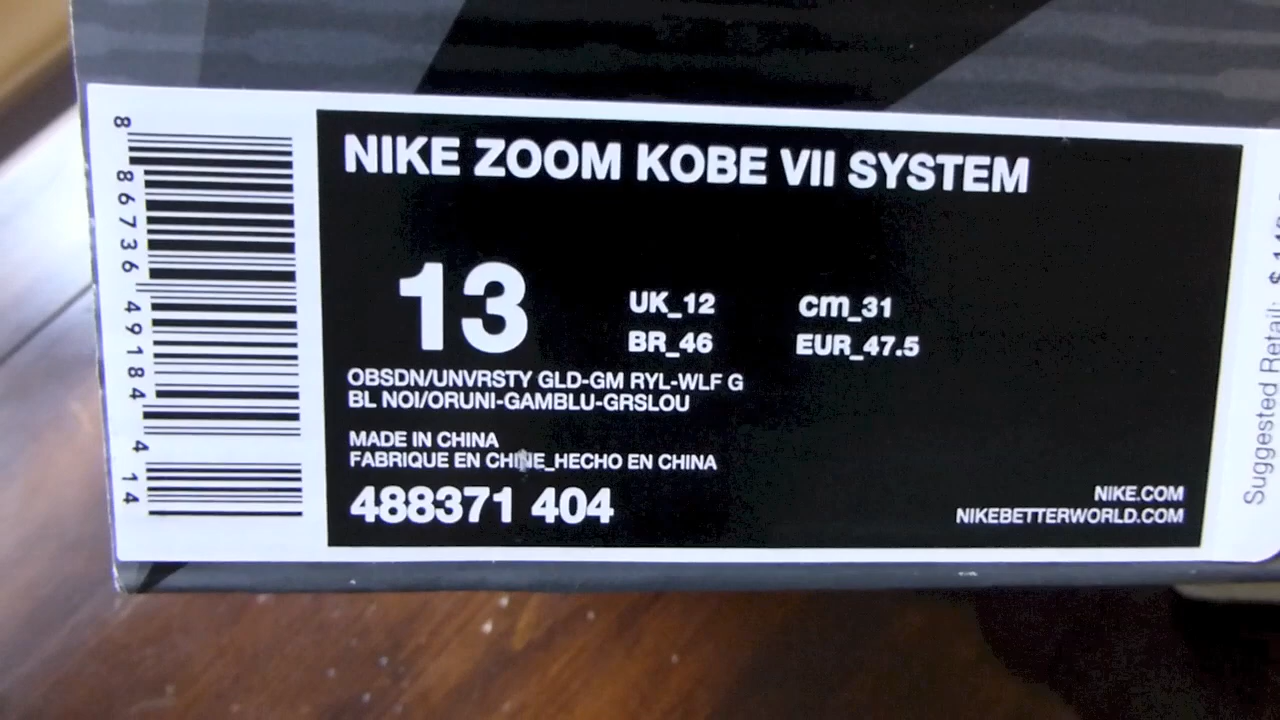 NIKE ZOOM KOBE VII SYSTEM
13
UK_12
cm_31
BR_46
EUR_47.5
OBSDN/UNVRSTY GLD-GM RYL-WLF G
BL NOI/ORUNI-GAMBLU-GRSLOU
MADE IN CHINA
FABRIQUE EN CHINE_HECHO EN CHINA
488371 404
NIKE.COM
NIKEBETTERWORLD.COM
8 86736 49184 4 14
Suggested Retail: $